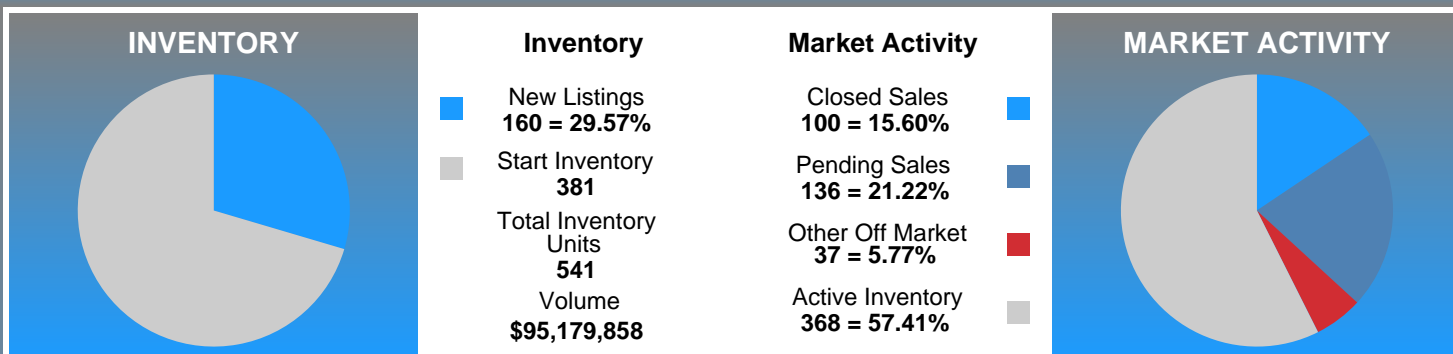 INVENTORY
Inventory
New Listings
160 = 29.57%
Start Inventory
381
Total Inventory
Units
541
Volume
$95,179,858
Market Activity
Closed Sales
100 = 15.60%
Pending Sales
136 = 21.22%
Other Off Market
37 = 5.77%
Active Inventory
368 = 57.41%
MARKET ACTIVITY